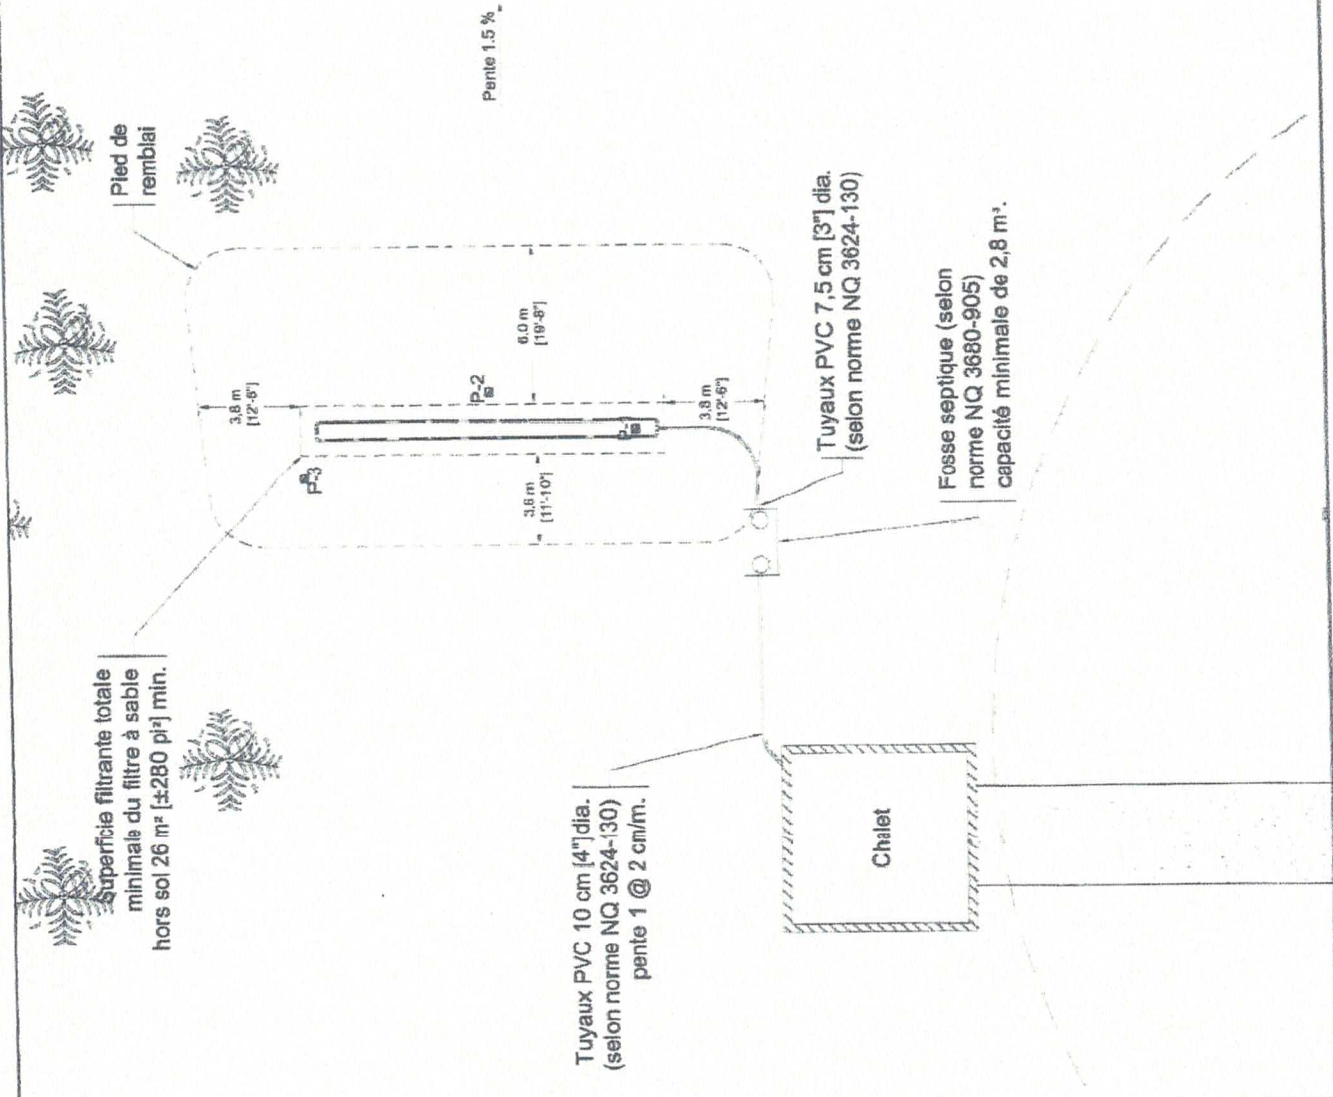 Superficie filtrante totale
minimale du filtre à sable
hors sol 26 m² [±280 pi²] min.
Pied de
remblai
Pente 1.5 %
3,8 m
[12'-6"]
P-3
P-2
6.0 m
[19'-8"]
3,6 m
[11'-10"]
3,8 m
[12'-6"]
Tuyaux PVC 10 cm [4"]dia.
(selon norme NQ 3624-130)
pente 1 @ 2 cm/m.
Tuyaux PVC 7,5 cm [3"] dia.
(selon norme NQ 3624-130)
Fosse septique (selon
norme NQ 3680-905)
capacité minimale de 2,8 m³.
Chalet